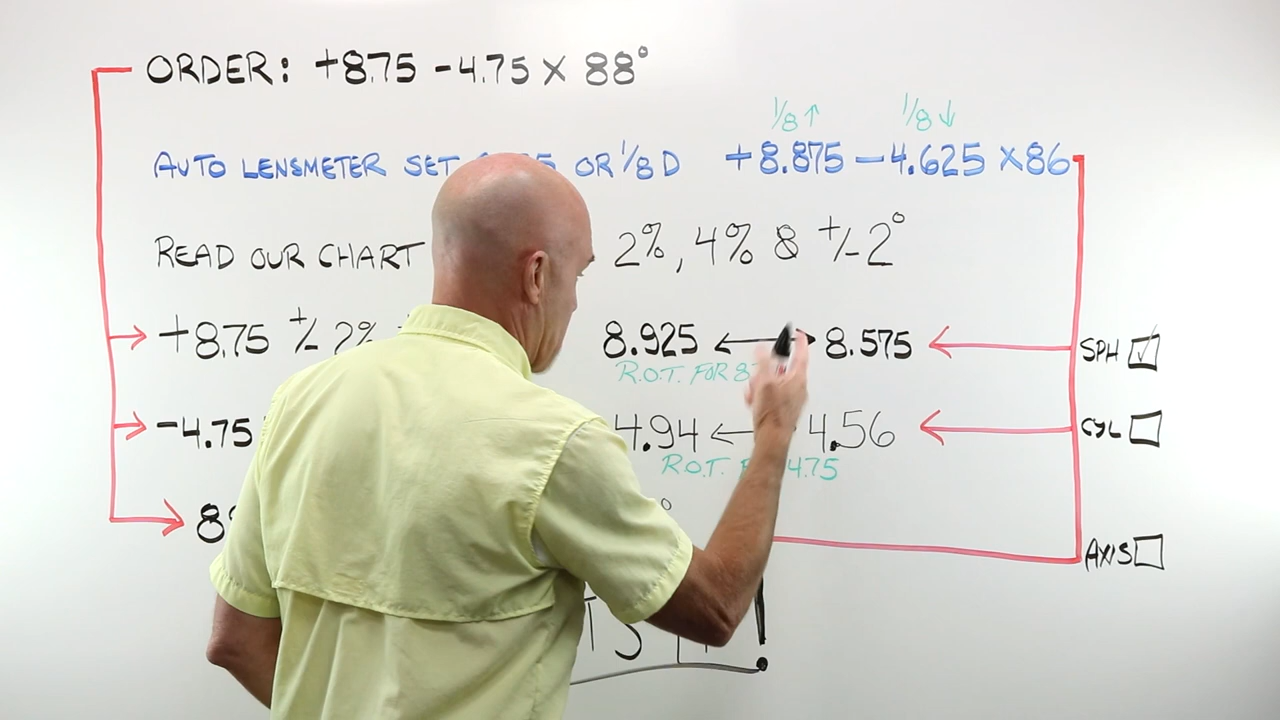 ORDER: +8.75 -4.75 X 88°
1/8↑ 1/8↓
AUTO LENSMETER SET OR 1/8 D +8.875 -4.625 X86
READ OUR CHART 2%, 4% & +/-2°
+8.75 +/- 2% 8.925 ←→ 8.575 SPH
R.O.T. FOR
-4.75 4.94 ← 4.56 CYL
R.O.T. 4.75
AXIS